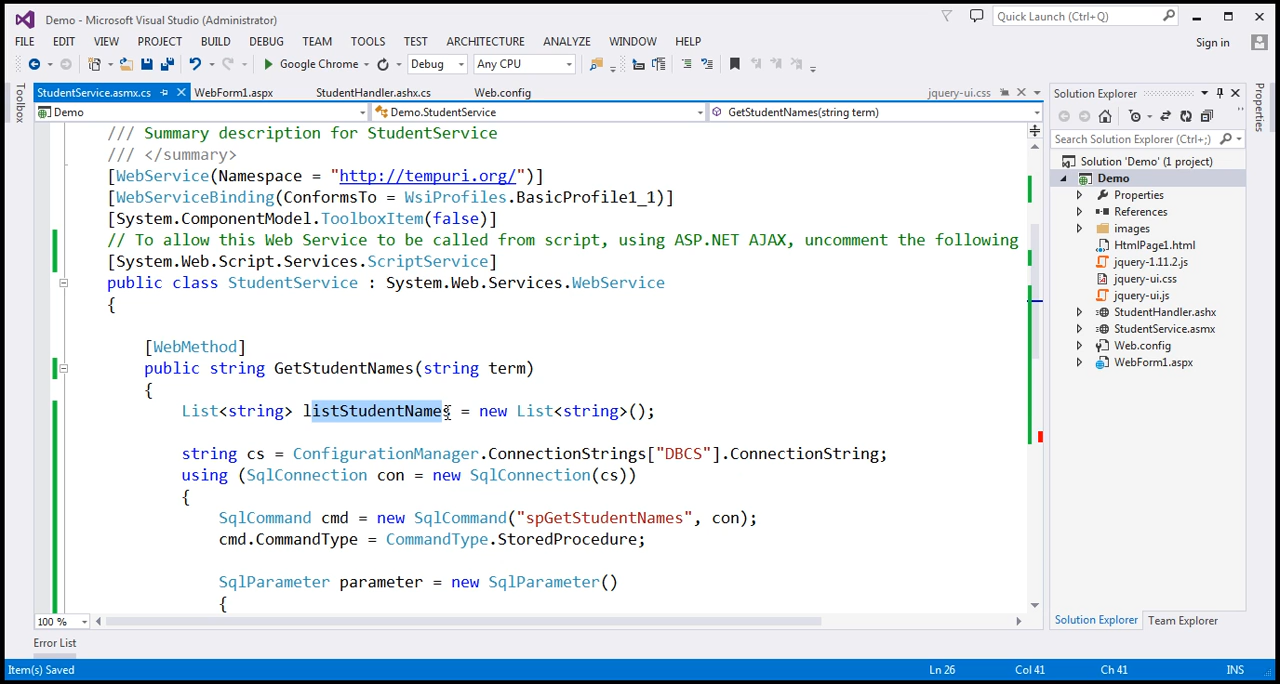 Demo - Microsoft Visual Studio (Administrator)
Quick Launch (Ctrl+Q)
FILE EDIT VIEW PROJECT BUILD DEBUG TEAM TOOLS TEST ARCHITECTURE ANALYZE WINDOW HELP
Sign in
Google Chrome Debug Any CPU
Toolbox
StudentService.asmx.cs WebForm1.aspx StudentHandler.ashx.cs Web.config jquery-ui.css
Demo Demo.StudentService GetStudentNames(string term)
/// Summary description for StudentService
/// </summary>
[WebService(Namespace = "http://tempuri.org/")]
[WebServiceBinding(ConformsTo = WsiProfiles.BasicProfile1_1)]
[System.ComponentModel.ToolboxItem(false)]
// To allow this Web Service to be called from script, using ASP.NET AJAX, uncomment the following
[System.Web.Script.Services.ScriptService]
public class StudentService : System.Web.Services.WebService
{
[WebMethod]
public string GetStudentNames(string term)
{
List<string> listStudentNames = new List<string>();
string cs = ConfigurationManager.ConnectionStrings["DBCS"].ConnectionString;
using (SqlConnection con = new SqlConnection(cs))
{
SqlCommand cmd = new SqlCommand("spGetStudentNames", con);
cmd.CommandType = CommandType.StoredProcedure;
SqlParameter parameter = new SqlParameter()
{
100 %
Solution Explorer
Search Solution Explorer (Ctrl+;)
Solution 'Demo' (1 project)
Demo
Properties
References
images
HtmlPage1.html
jquery-1.11.2.js
jquery-ui.css
jquery-ui.js
StudentHandler.ashx
StudentService.asmx
Web.config
WebForm1.aspx
Solution Explorer Team Explorer
Properties
Error List
Item(s) Saved Ln 26 Col 41 Ch 41 INS